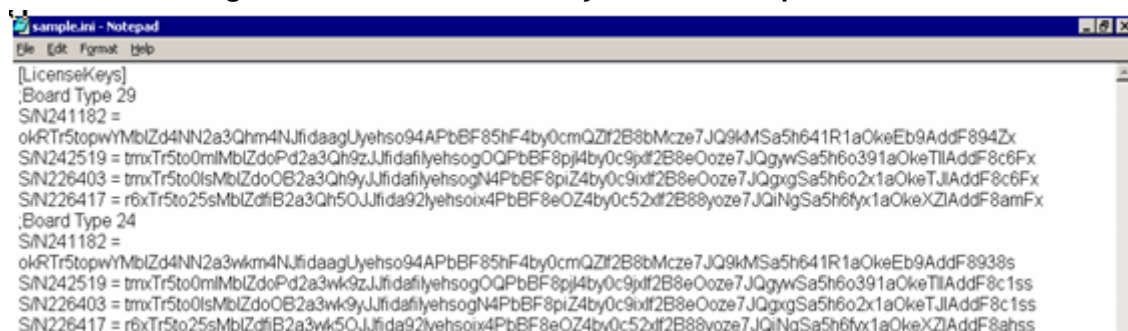 sample.ini - Notepad
File Edit Format Help
[LicenseKeys]
;Board Type 29
S/N241182 =
okRTr5topwYMblZd4NN2a3Qhm4NJfidaagUyehso94APbBF85hF4by0cmQZlf2B8bMcze7JQ9kMSa5h641R1aOkeEb9AddF894Zx
S/N242519 = tmxTr5to0mlMblZdoPd2a3Qh9zJJfidafilyehsogOQPbBF8pjl4by0c9jxlf2B8eOoze7JQgywSa5h6o391aOkeTllAddF8c6Fx
S/N226403 = tmxTr5to0lsMblZdoOB2a3Qh9yJJfidafilyehsogN4PbBF8piZ4by0c9ixlf2B8eOoze7JQgxgSa5h6o2x1aOkeTJlAddF8c6Fx
S/N226417 = r6xTr5to25sMblZdfiB2a3Qh5OJJfida92lyehsoix4PbBF8eOZ4by0c52xlf2B88yoze7JQiNgSa5h6fyx1aOkeXZlAddF8amFx
;Board Type 24
S/N241182 =
okRTr5topwYMblZd4NN2a3wkm4NJfidaagUyehso94APbBF85hF4by0cmQZlf2B8bMcze7JQ9kMSa5h641R1aOkeEb9AddF8938s
S/N242519 = tmxTr5to0mlMblZdoPd2a3wk9zJJfidafilyehsogOQPbBF8pjl4by0c9jxlf2B8eOoze7JQgywSa5h6o391aOkeTllAddF8c1ss
S/N226403 = tmxTr5to0lsMblZdoOB2a3wk9yJJfidafilyehsogN4PbBF8piZ4by0c9ixlf2B8eOoze7JQgxgSa5h6o2x1aOkeTJlAddF8c1ss
S/N226417 = r6xTr5to25sMblZdfiB2a3wk5OJJfida92lyehsoix4PbBF8eOZ4by0c52xlf2B88yoze7JQiNgSa5h6fyx1aOkeXZlAddF8ahss